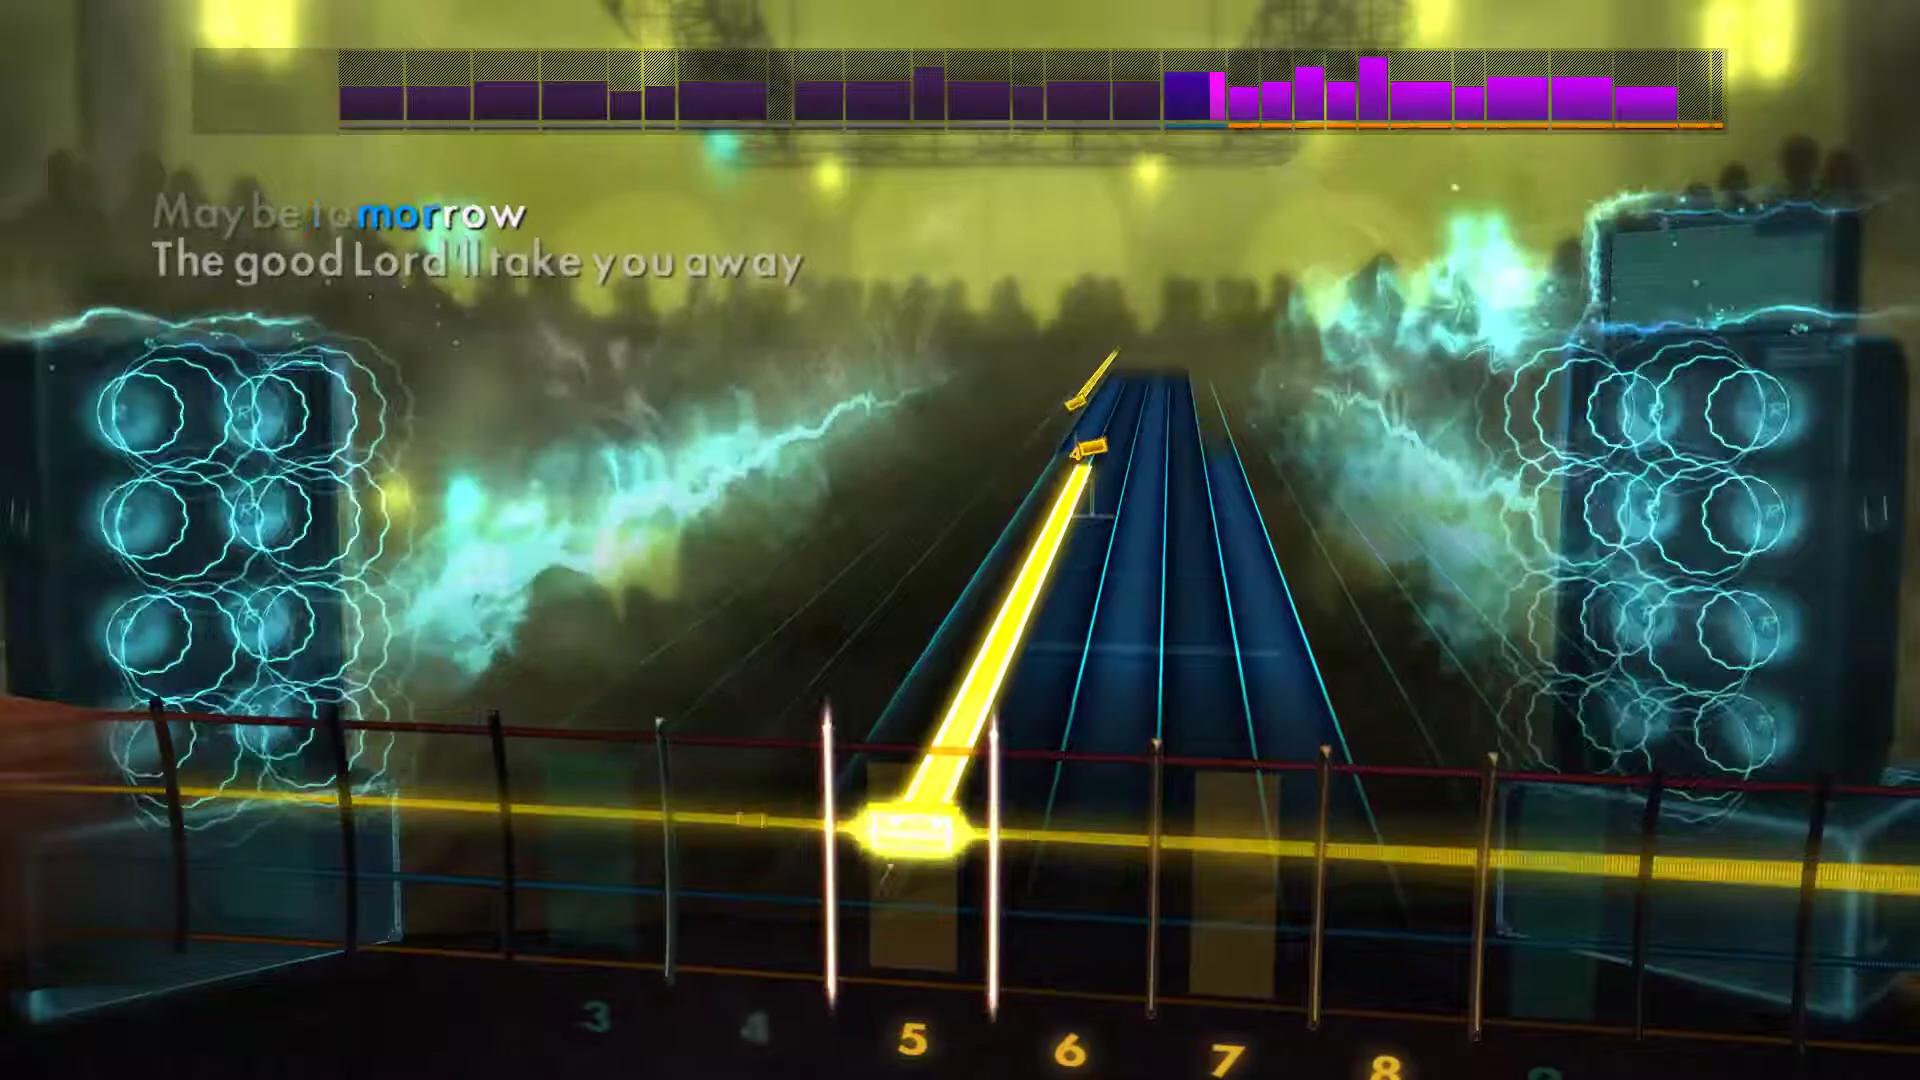 Maybe tomorrow
The good Lord'll take you away
3 4 5 6 7 8